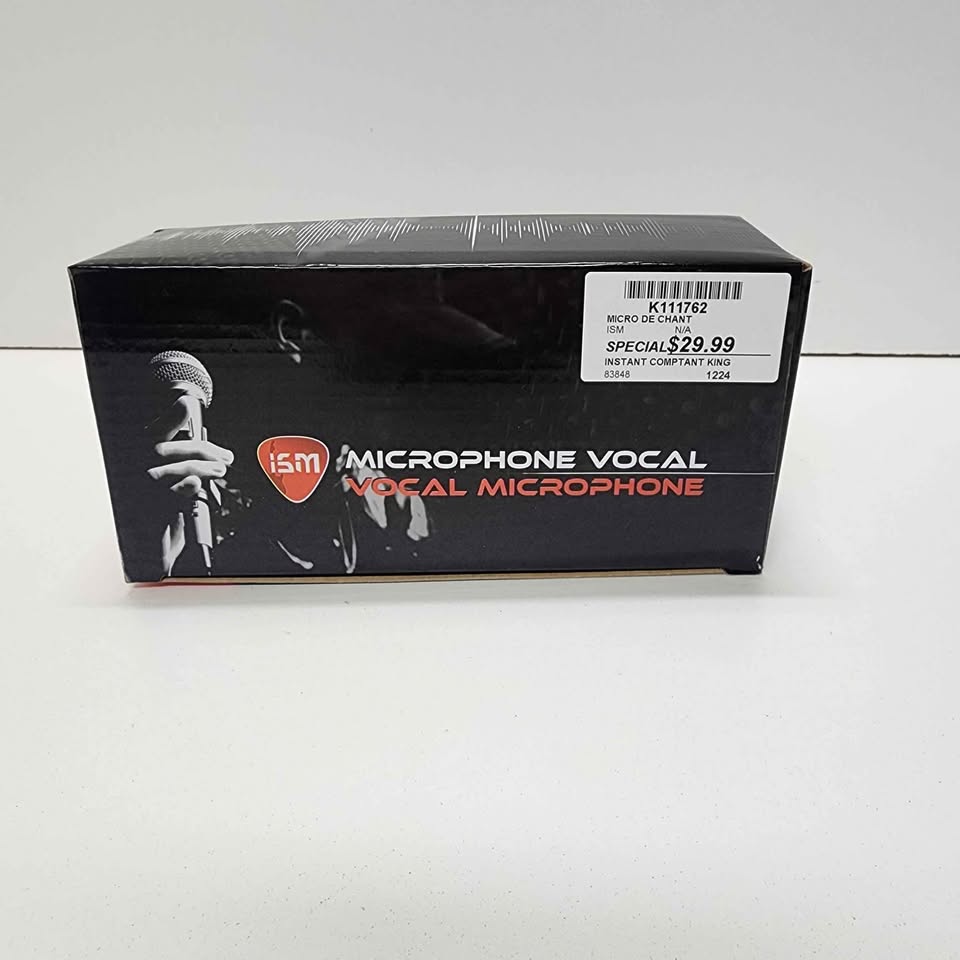 K111762
MICRO DE CHANT
ISM N/A
SPECIAL$29.99
INSTANT COMPTANT KING
83848 1224
ism
MICROPHONE VOCAL
VOCAL MICROPHONE